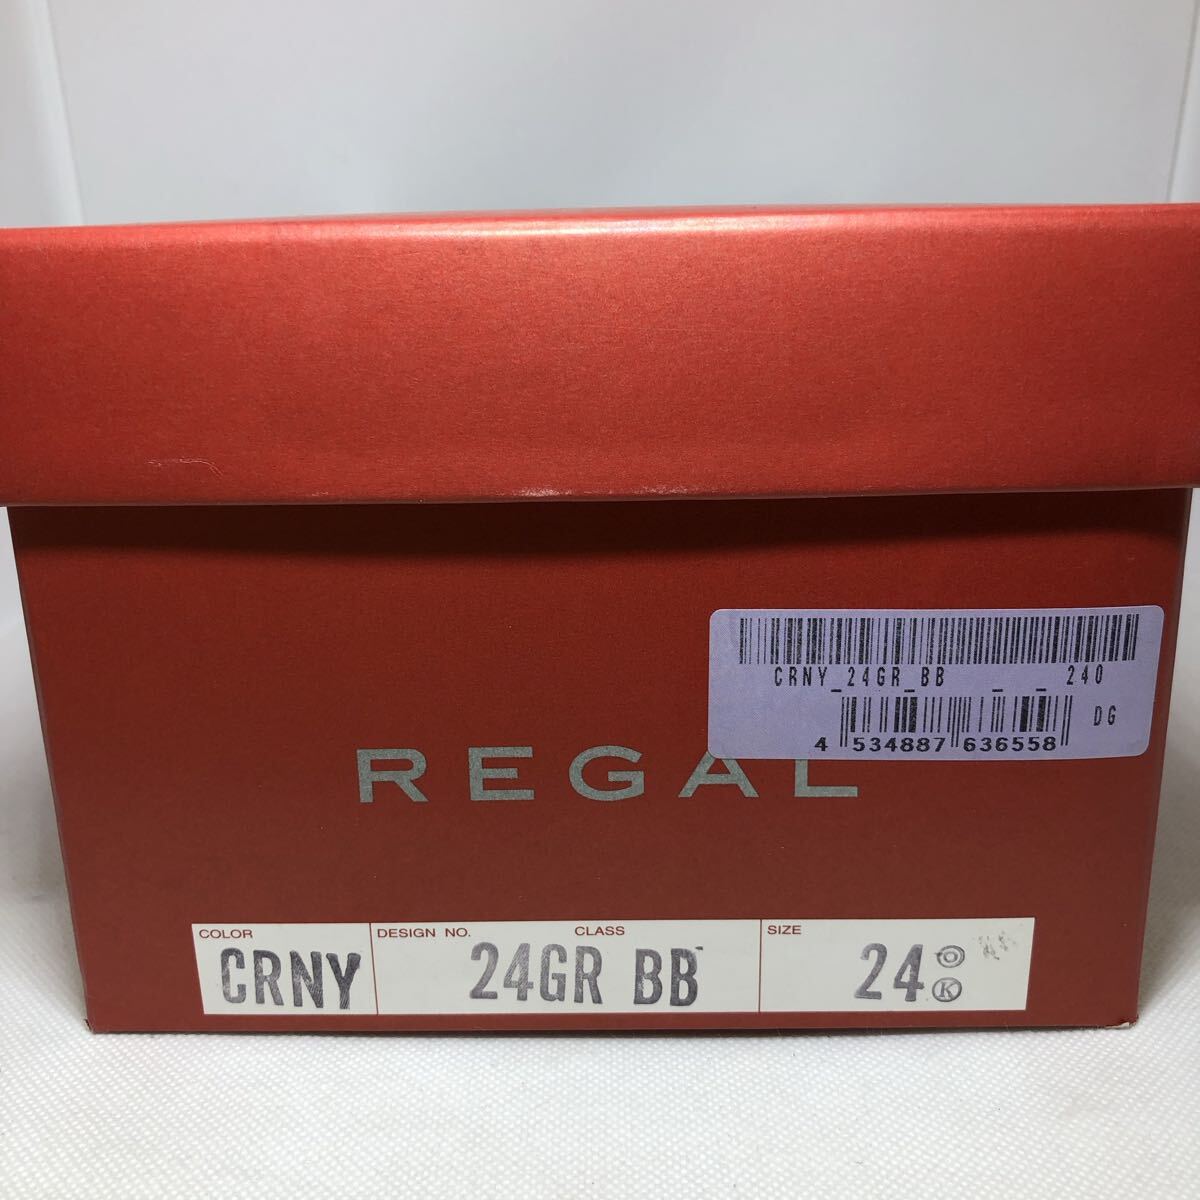 CRNY_24GR_BB _ _ 240
DG
4 534887 636558
REGAL
COLOR DESIGN NO. CLASS SIZE
CRNY 24GR BB 24 O
K